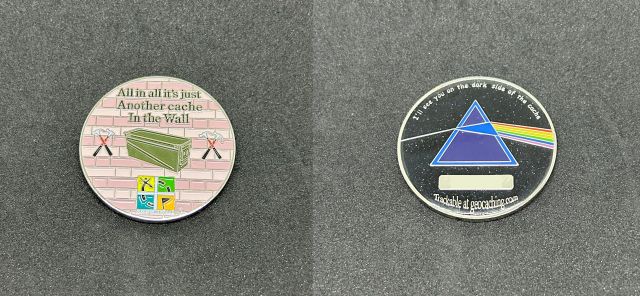 All in all it's just
Another cache
In the Wall
I'll see you on the dark side of the cache
Trackable at geocaching.com